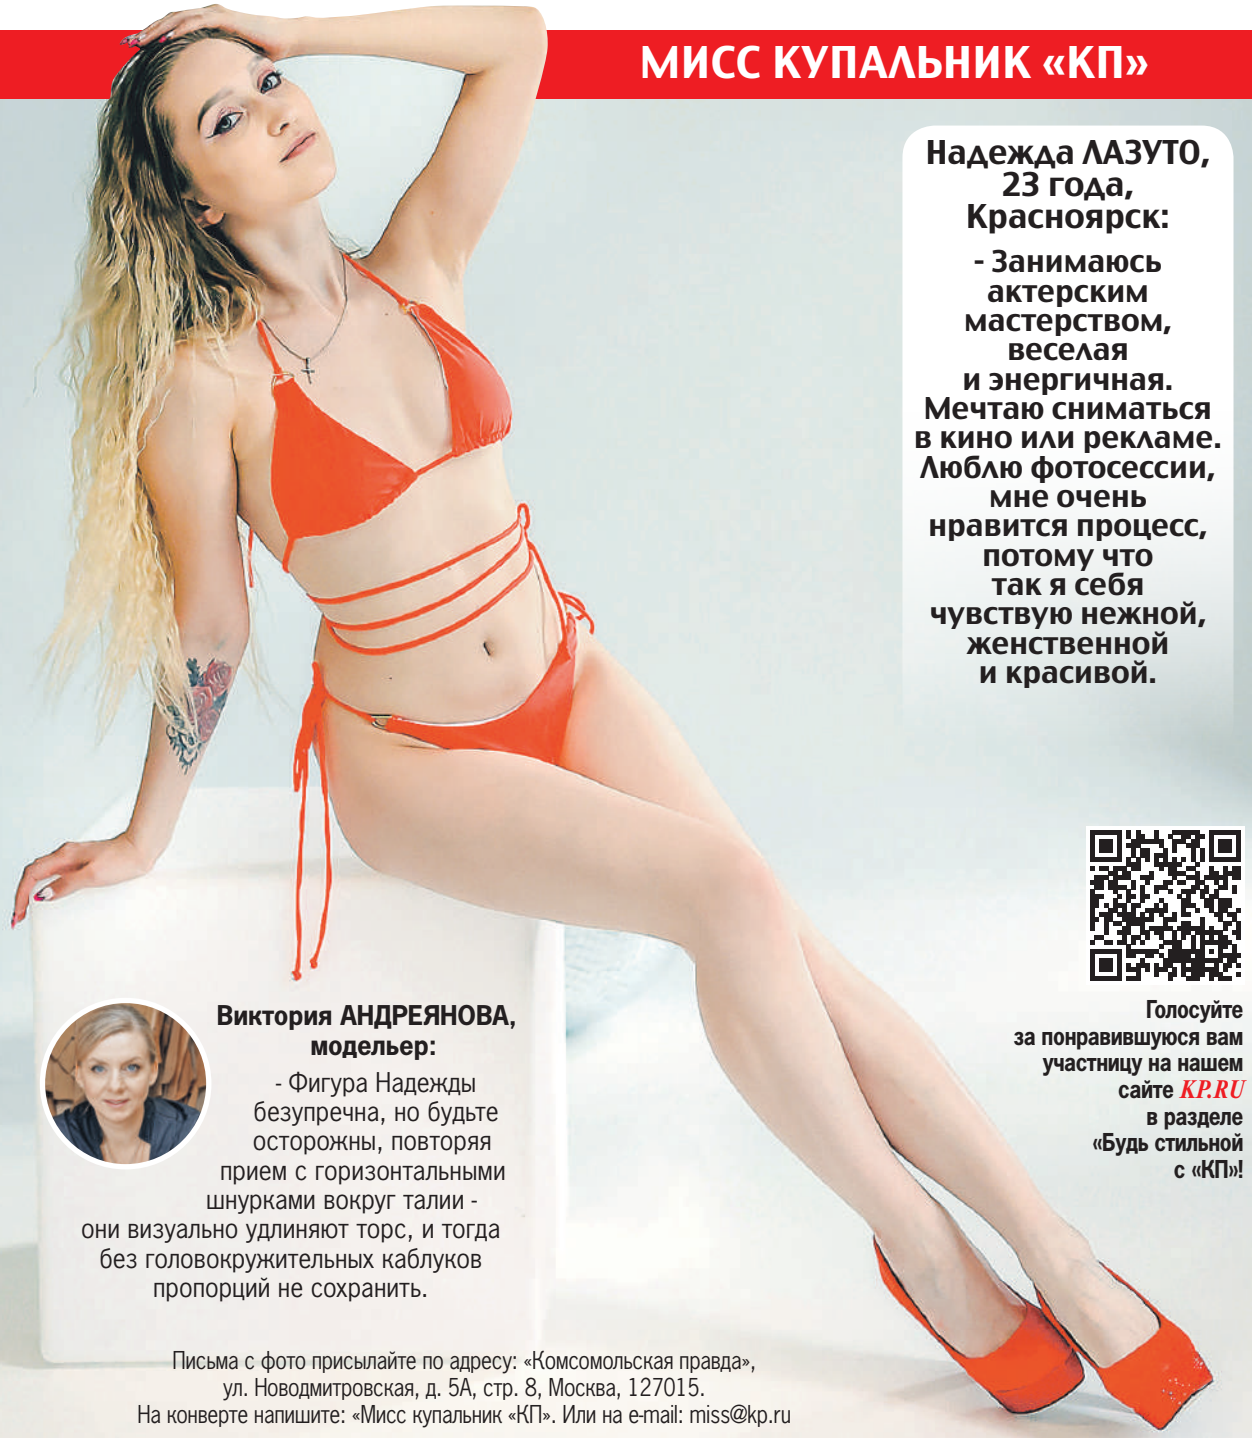 МИСС КУПАЛЬНИК «КП»
Надежда ЛАЗУТО,
23 года,
Красноярск:
- Занимаюсь
актерским
мастерством,
веселая
и энергичная.
Мечтаю сниматься
в кино или рекламе.
Люблю фотосессии,
мне очень
нравится процесс,
потому что
так я себя
чувствую нежной,
женственной
и красивой.
Голосуйте
за понравившуюся вам
участницу на нашем
сайте KP.RU
в разделе
«Будь стильной
с «КП»!
Виктория АНДРЕЯНОВА,
модельер:
- Фигура Надежды
безупречна, но будьте
осторожны, повторяя
прием с горизонтальными
шнурками вокруг талии -
они визуально удлиняют торс, и тогда
без головокружительных каблуков
пропорций не сохранить.
Письма с фото присылайте по адресу: «Комсомольская правда»,
ул. Новодмитровская, д. 5А, стр. 8, Москва, 127015.
На конверте напишите: «Мисс купальник «КП». Или на e-mail: miss@kp.ru